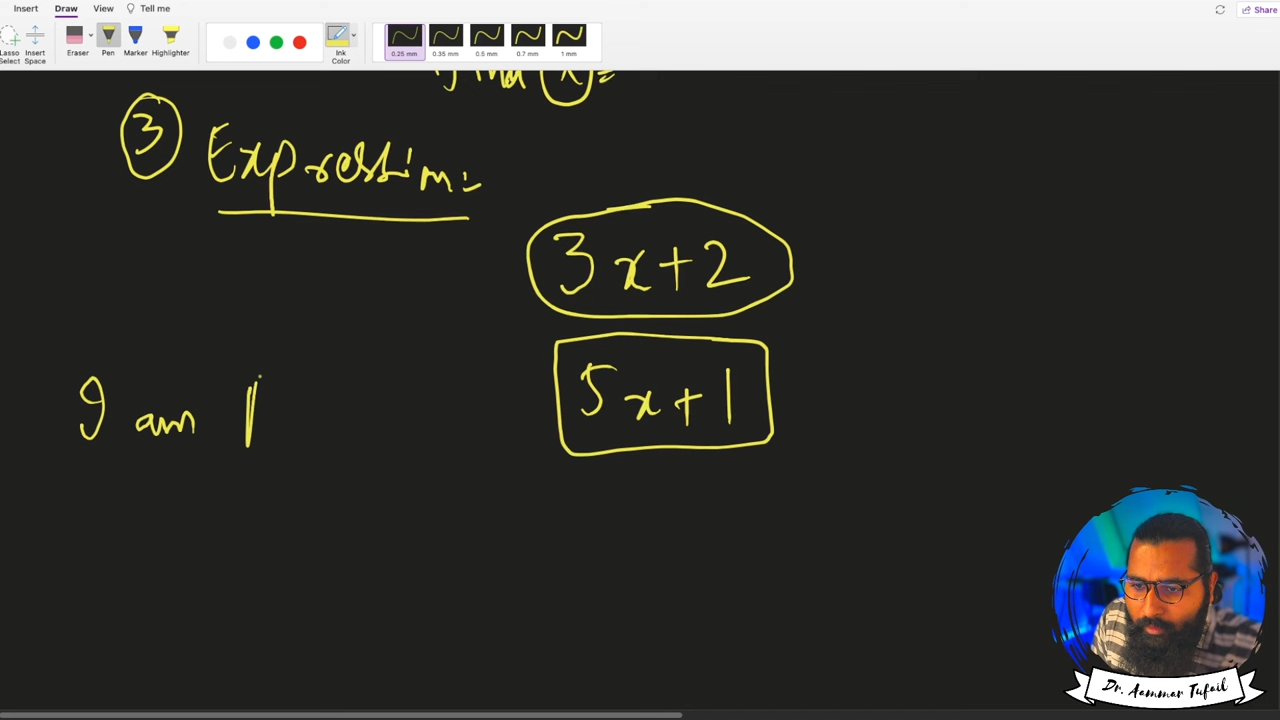 Insert Draw View Tell me Share
Lasso Select Insert Space Eraser Pen Marker Highlighter Ink Color 0.25 mm 0.35 mm 0.5 mm 0.7 mm 1 mm
find (x) =
3 Expression:
3x+2
5x+1
I am
Dr. Aammar Tufail